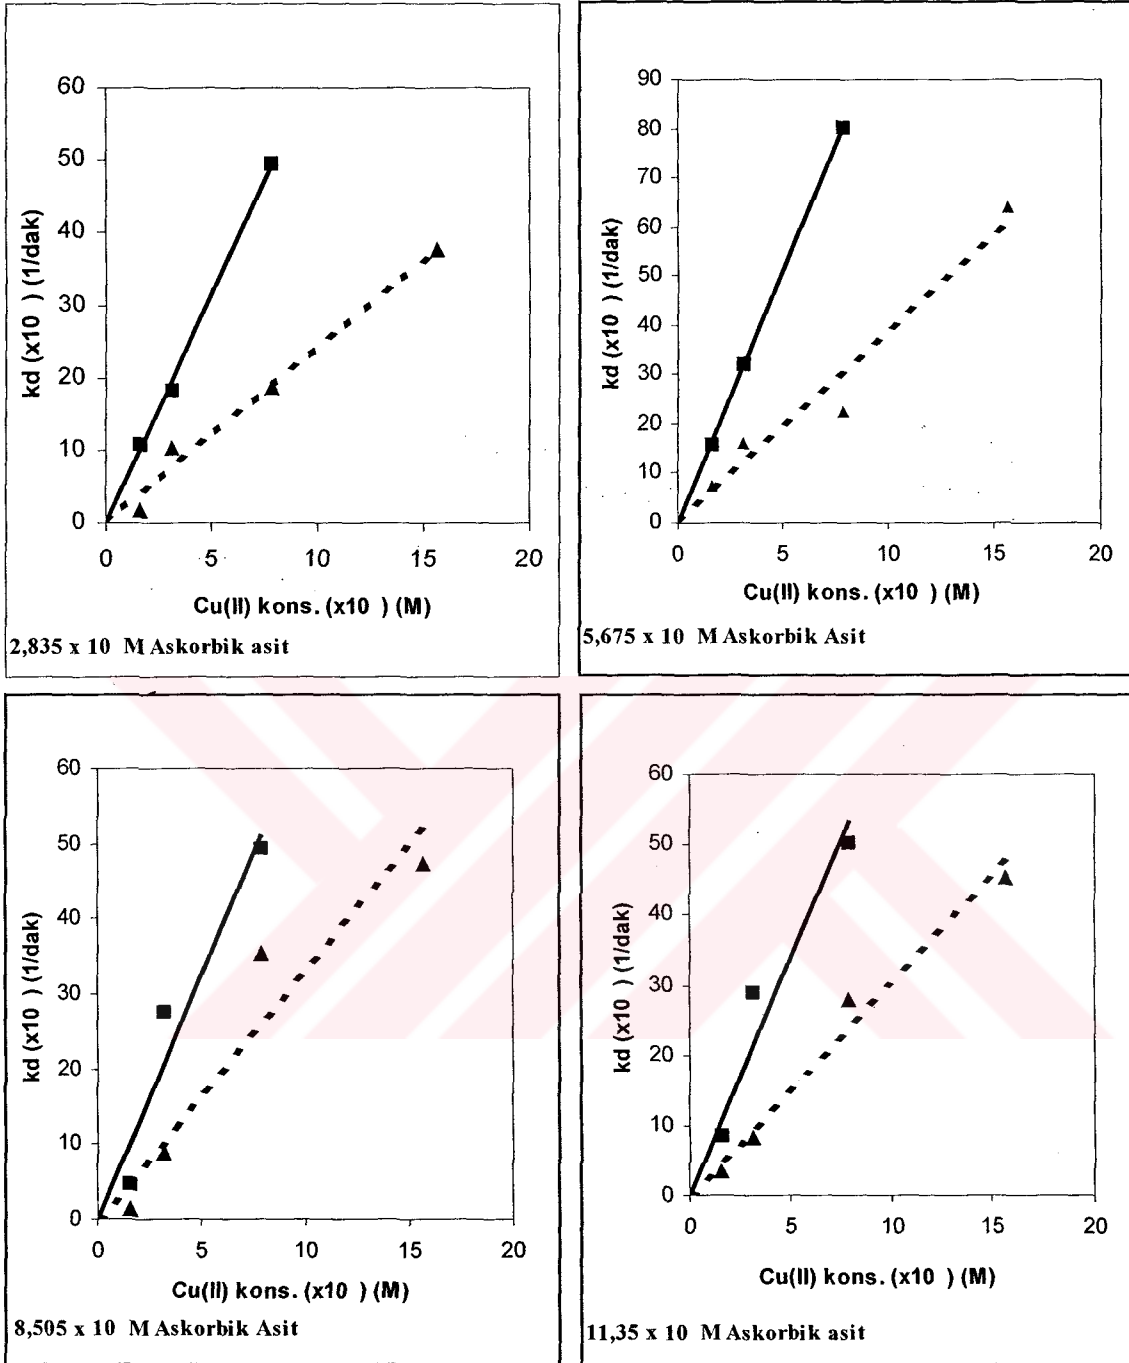 60
50
40
30
20
10
0
kd (x10 ) (1/dak)
0 5 10 15 20
Cu(II) kons. (x10 ) (M)
2,835 x 10 M Askorbik asit
90
80
70
60
50
40
30
20
10
0
kd (x10 ) (1/dak)
0 5 10 15 20
Cu(II) kons. (x10 ) (M)
5,675 x 10 M Askorbik Asit
60
50
40
30
20
10
0
kd (x10 ) (1/dak)
0 5 10 15 20
Cu(II) kons. (x10 ) (M)
8,505 x 10 M Askorbik Asit
60
50
40
30
20
10
0
kd (x10 ) (1/dak)
0 5 10 15 20
Cu(II) kons. (x10 ) (M)
11,35 x 10 M Askorbik asit